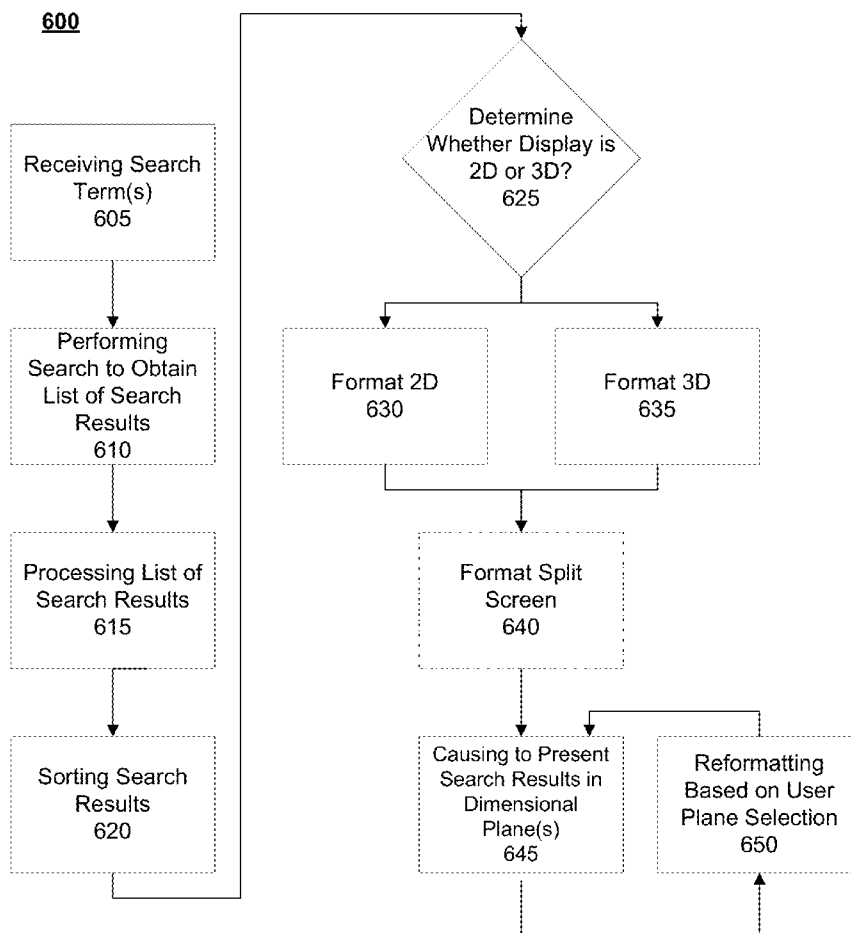 600
Receiving Search
Term(s)
605
Performing
Search to Obtain
List of Search
Results
610
Processing List of
Search Results
615
Sorting Search
Results
620
Determine
Whether Display is
2D or 3D?
625
Format 2D
630
Format 3D
635
Format Split
Screen
640
Causing to Present
Search Results in
Dimensional
Plane(s)
645
Reformatting
Based on User
Plane Selection
650